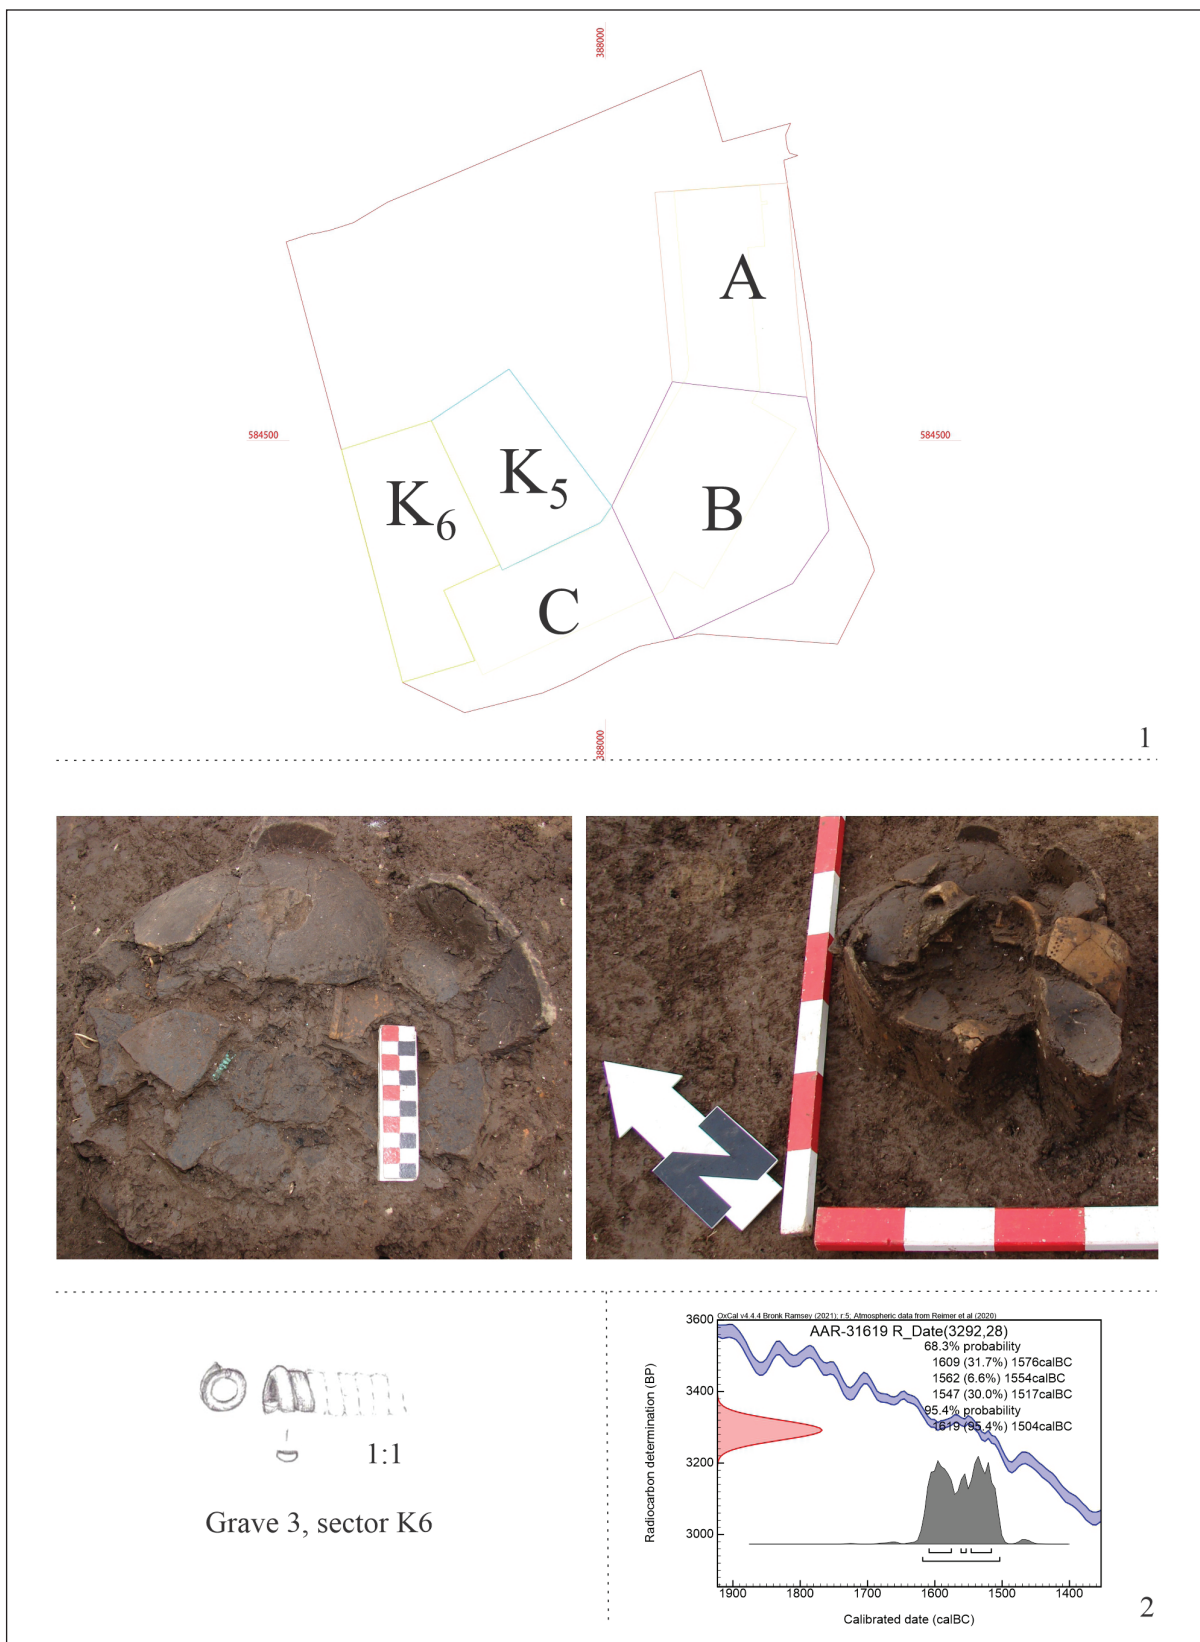 388000
A
584500
584500
K5
K6
B
C
388000
1
N
1:1
Grave 3, sector K6
OxCal v4.4.4 Bronk Ramsey (2021); r:5; Atmospheric data from Reimer et al (2020)
AAR-31619 R_Date(3292,28)
68.3% probability
1609 (31.7%) 1576calBC
1562 (6.6%) 1554calBC
1547 (30.0%) 1517calBC
95.4% probability
1619 (95.4%) 1504calBC
Radiocarbon determination (BP)
3600
3400
3200
3000
1900 1800 1700 1600 1500 1400
Calibrated date (calBC)
2